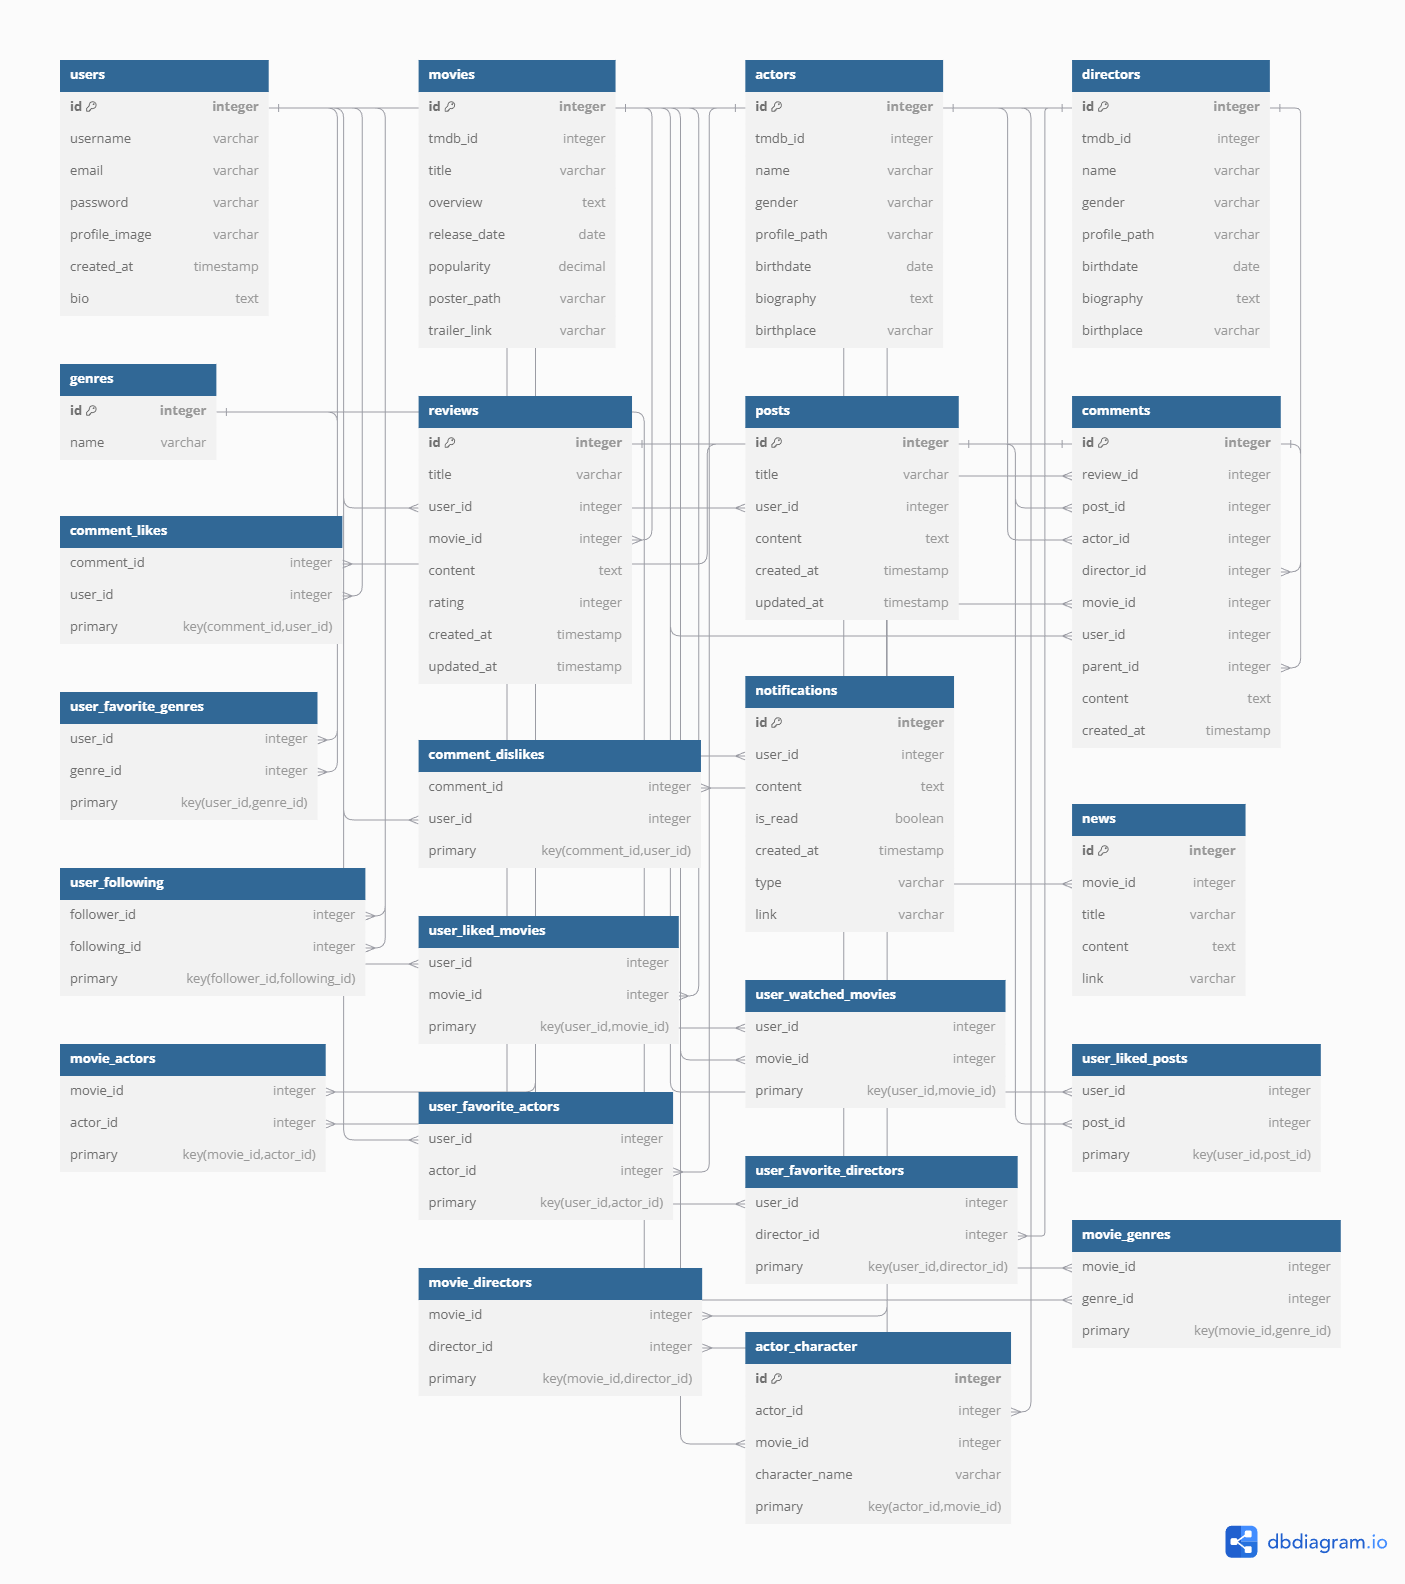 users
id integer
username varchar
email varchar
password varchar
profile_image varchar
created_at timestamp
bio text
movies
id integer
tmdb_id integer
title varchar
overview text
release_date date
popularity decimal
poster_path varchar
trailer_link varchar
actors
id integer
tmdb_id integer
name varchar
gender varchar
profile_path varchar
birthdate date
biography text
birthplace varchar
directors
id integer
tmdb_id integer
name varchar
gender varchar
profile_path varchar
birthdate date
biography text
birthplace varchar
genres
id integer
name varchar
reviews
id integer
title varchar
user_id integer
movie_id integer
content text
rating integer
created_at timestamp
updated_at timestamp
posts
id integer
title varchar
user_id integer
content text
created_at timestamp
updated_at timestamp
comments
id integer
review_id integer
post_id integer
actor_id integer
director_id integer
movie_id integer
user_id integer
parent_id integer
content text
created_at timestamp
comment_likes
comment_id integer
user_id integer
primary key(comment_id,user_id)
user_favorite_genres
user_id integer
genre_id integer
primary key(user_id,genre_id)
comment_dislikes
comment_id integer
user_id integer
primary key(comment_id,user_id)
notifications
id integer
user_id integer
content text
is_read boolean
created_at timestamp
type varchar
link varchar
news
id integer
movie_id integer
title varchar
content text
link varchar
user_following
follower_id integer
following_id integer
primary key(follower_id,following_id)
user_liked_movies
user_id integer
movie_id integer
primary key(user_id,movie_id)
user_watched_movies
user_id integer
movie_id integer
primary key(user_id,movie_id)
user_liked_posts
user_id integer
post_id integer
primary key(user_id,post_id)
movie_actors
movie_id integer
actor_id integer
primary key(movie_id,actor_id)
user_favorite_actors
user_id integer
actor_id integer
primary key(user_id,actor_id)
user_favorite_directors
user_id integer
director_id integer
primary key(user_id,director_id)
movie_genres
movie_id integer
genre_id integer
primary key(movie_id,genre_id)
movie_directors
movie_id integer
director_id integer
primary key(movie_id,director_id)
actor_character
id integer
actor_id integer
movie_id integer
character_name varchar
primary key(actor_id,movie_id)
dbdiagram.io